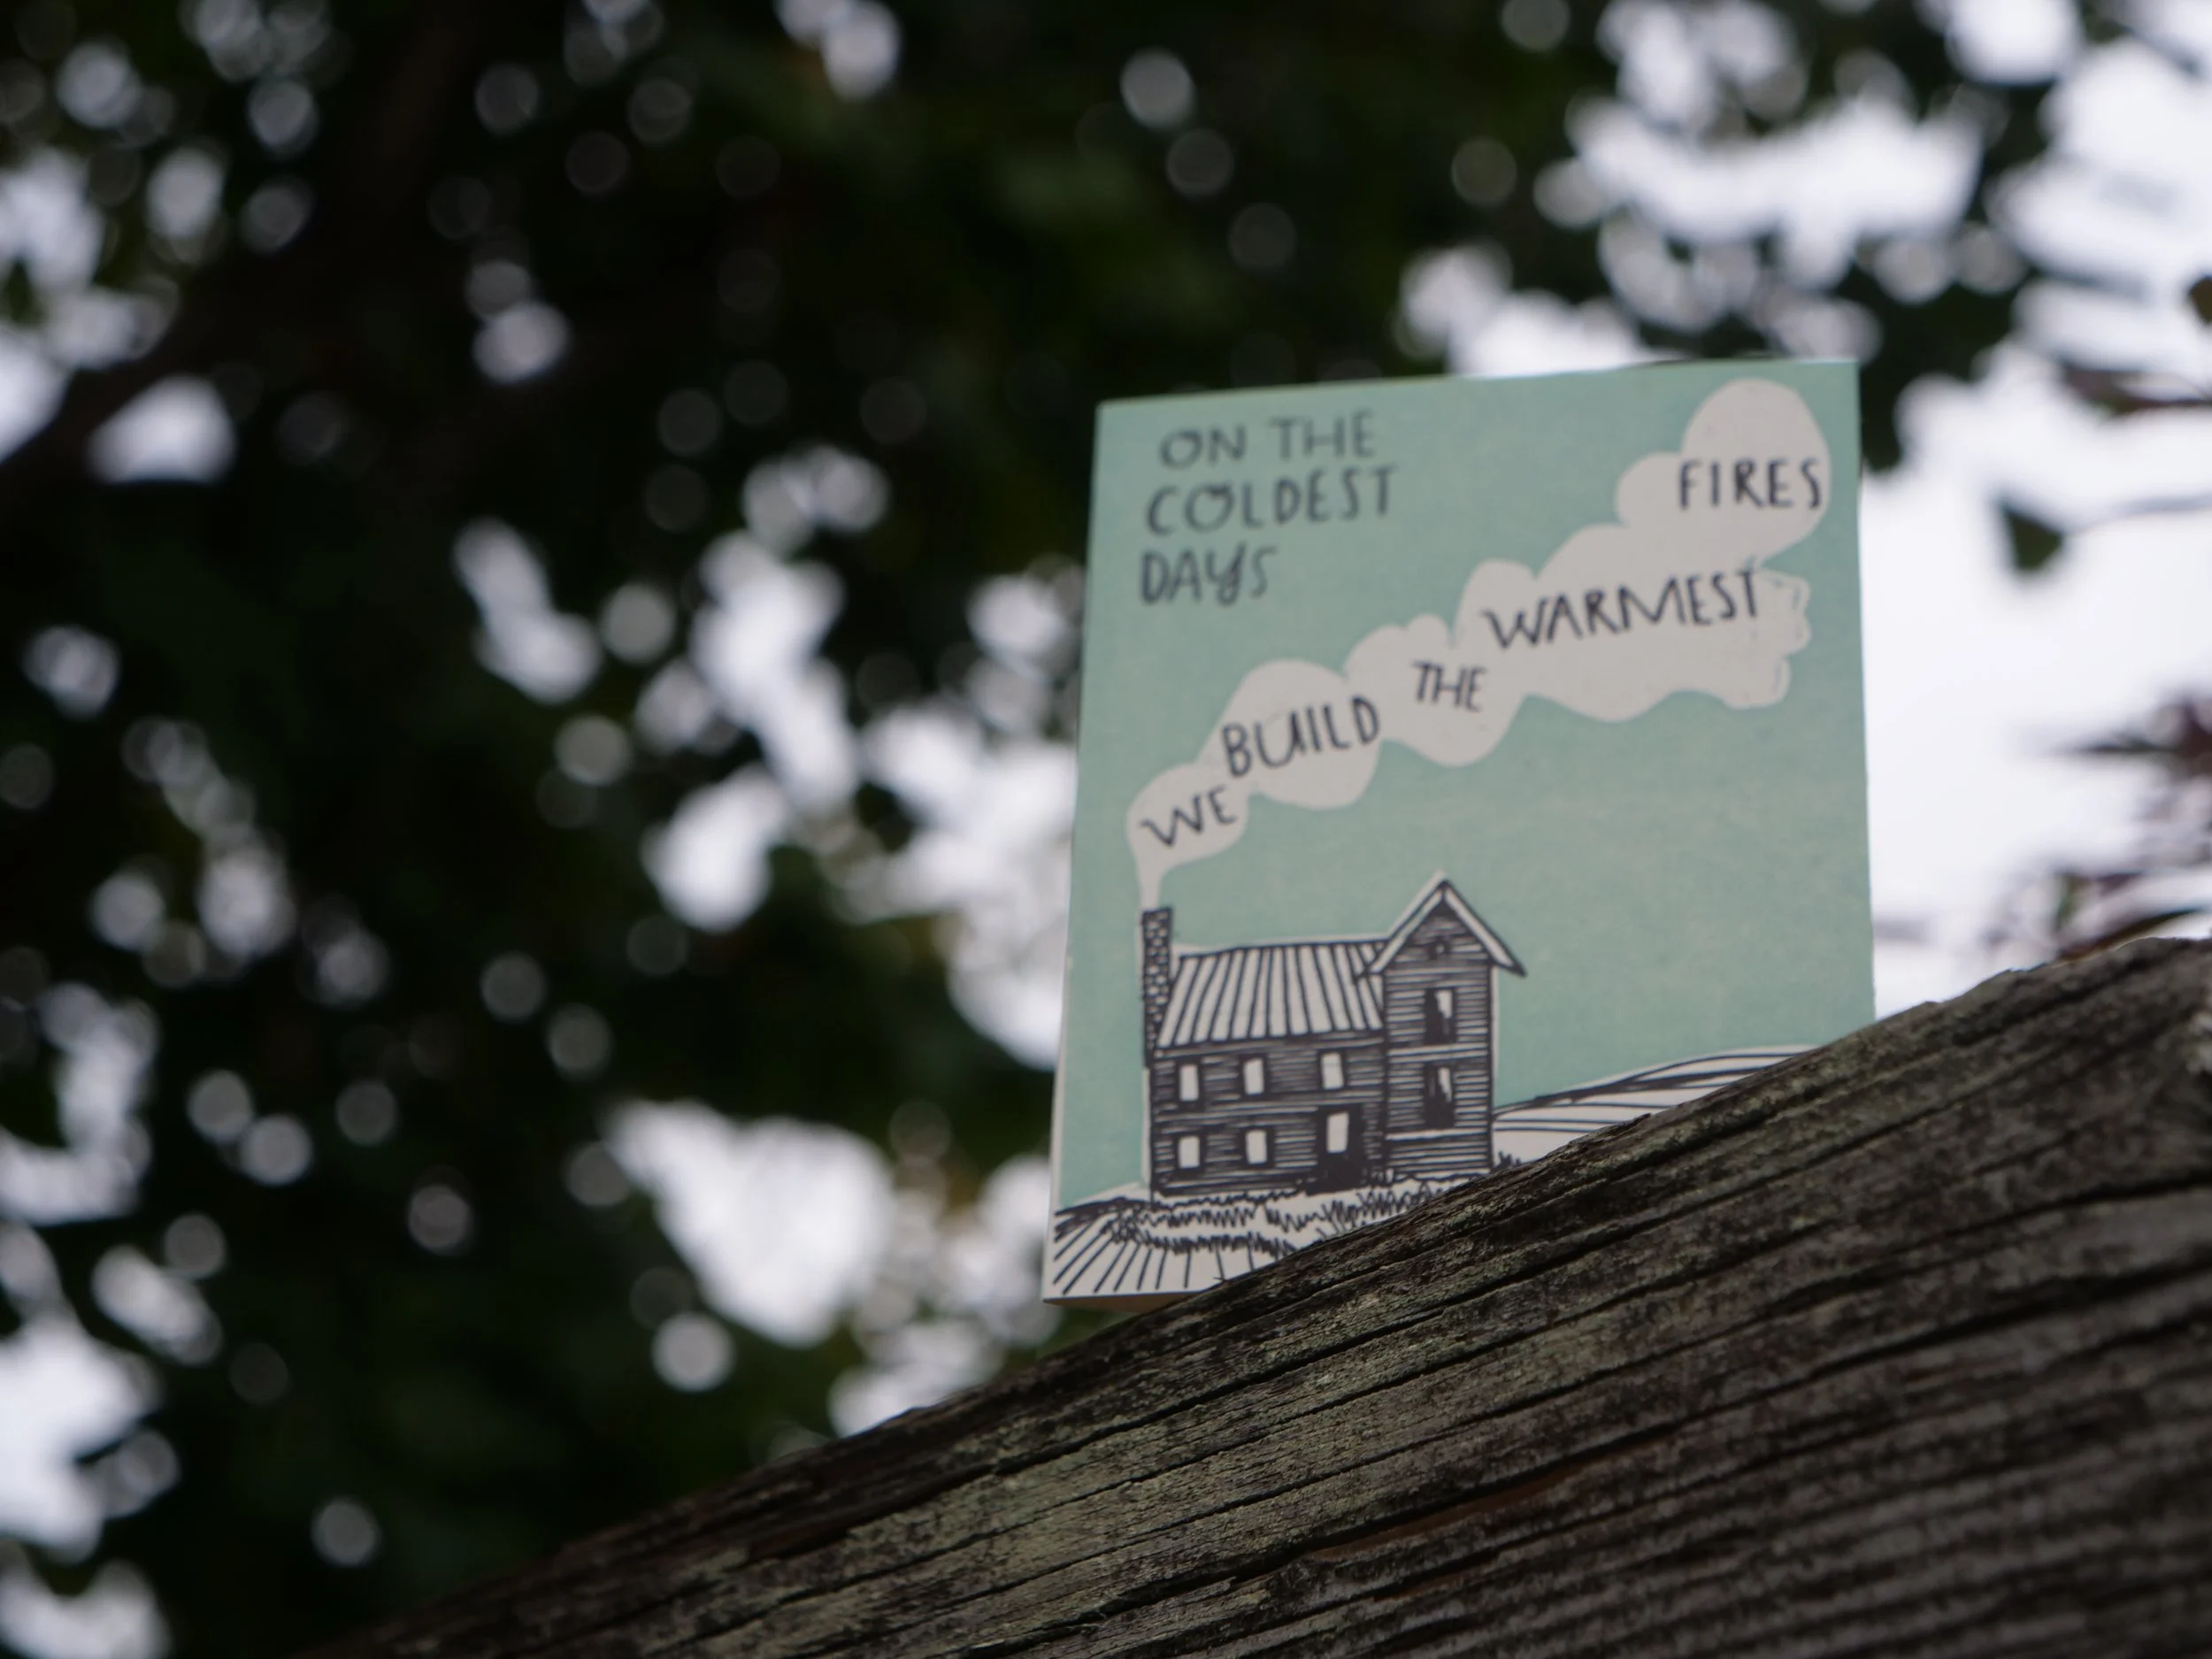 ON THE
COLDEST
DAYS
WE BUILD THE WARMEST
FIRES